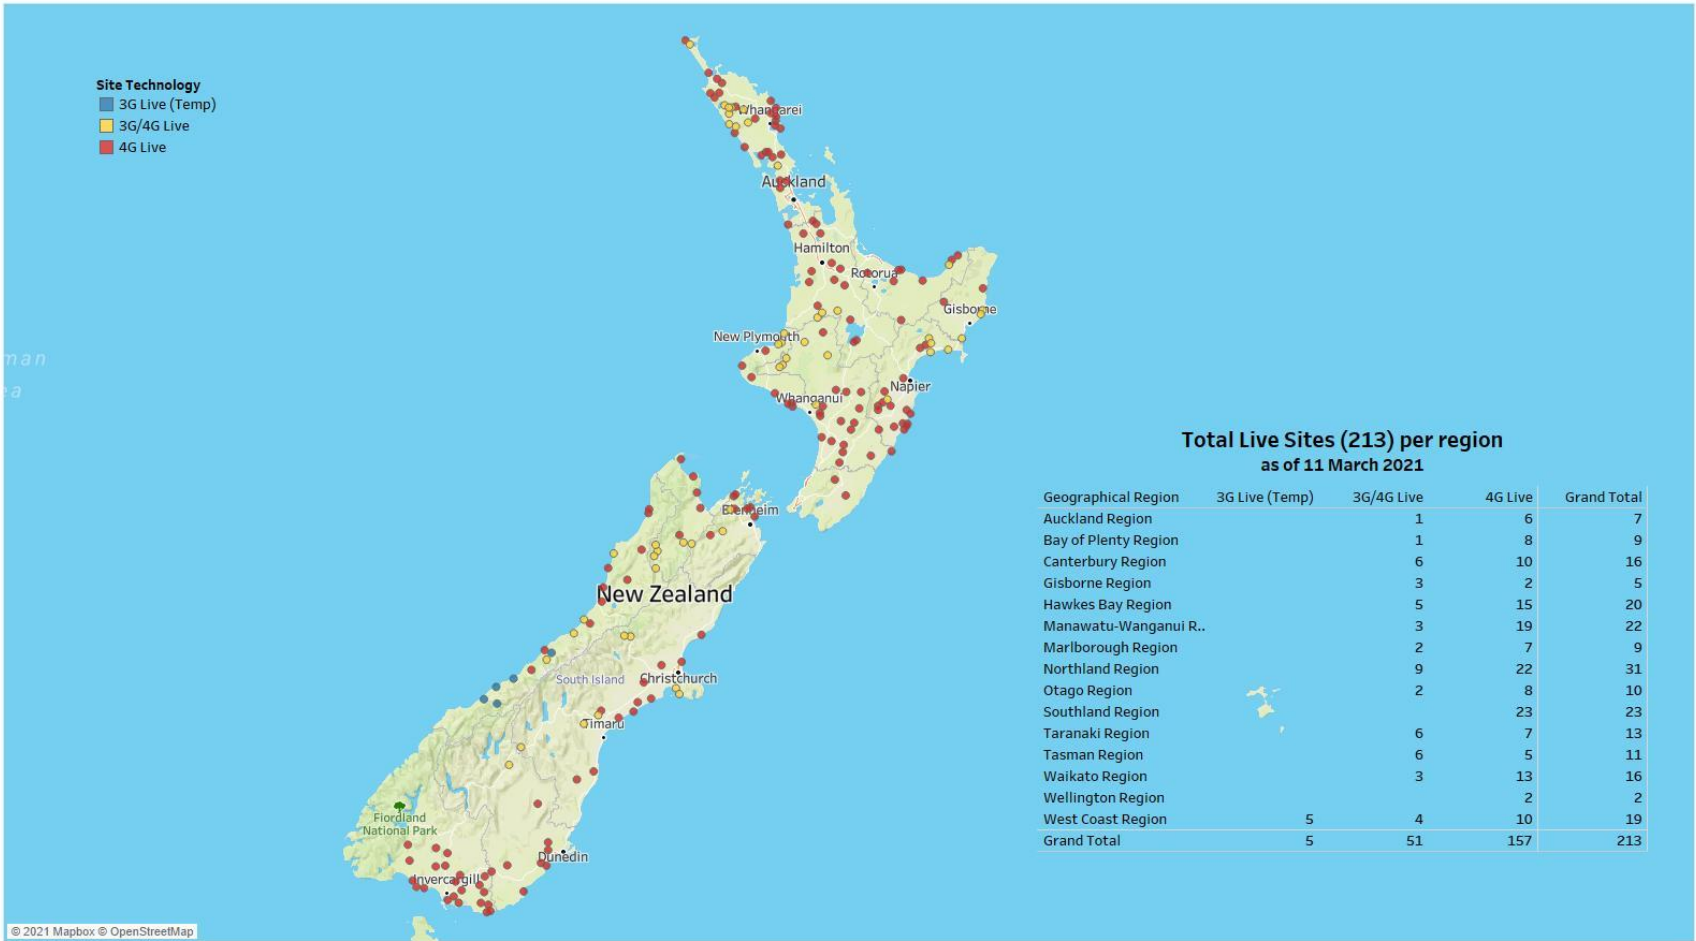 Site Technology
3G Live (Temp)
3G/4G Live
4G Live
Whangarei
Auckland
Hamilton
Rotorua
Gisborne
New Plymouth
Napier
Whanganui
man
ea
Blenheim
New Zealand
South Island
Christchurch
Timaru
Fiordland
National Park
Dunedin
Invercargill
Total Live Sites (213) per region
as of 11 March 2021
Geographical Region 3G Live (Temp) 3G/4G Live 4G Live Grand Total
Auckland Region 1 6 7
Bay of Plenty Region 1 8 9
Canterbury Region 6 10 16
Gisborne Region 3 2 5
Hawkes Bay Region 5 15 20
Manawatu-Wanganui R.. 3 19 22
Marlborough Region 2 7 9
Northland Region 9 22 31
Otago Region 2 8 10
Southland Region 23 23
Taranaki Region 6 7 13
Tasman Region 6 5 11
Waikato Region 3 13 16
Wellington Region 2 2
West Coast Region 5 4 10 19
Grand Total 5 51 157 213
© 2021 Mapbox © OpenStreetMap